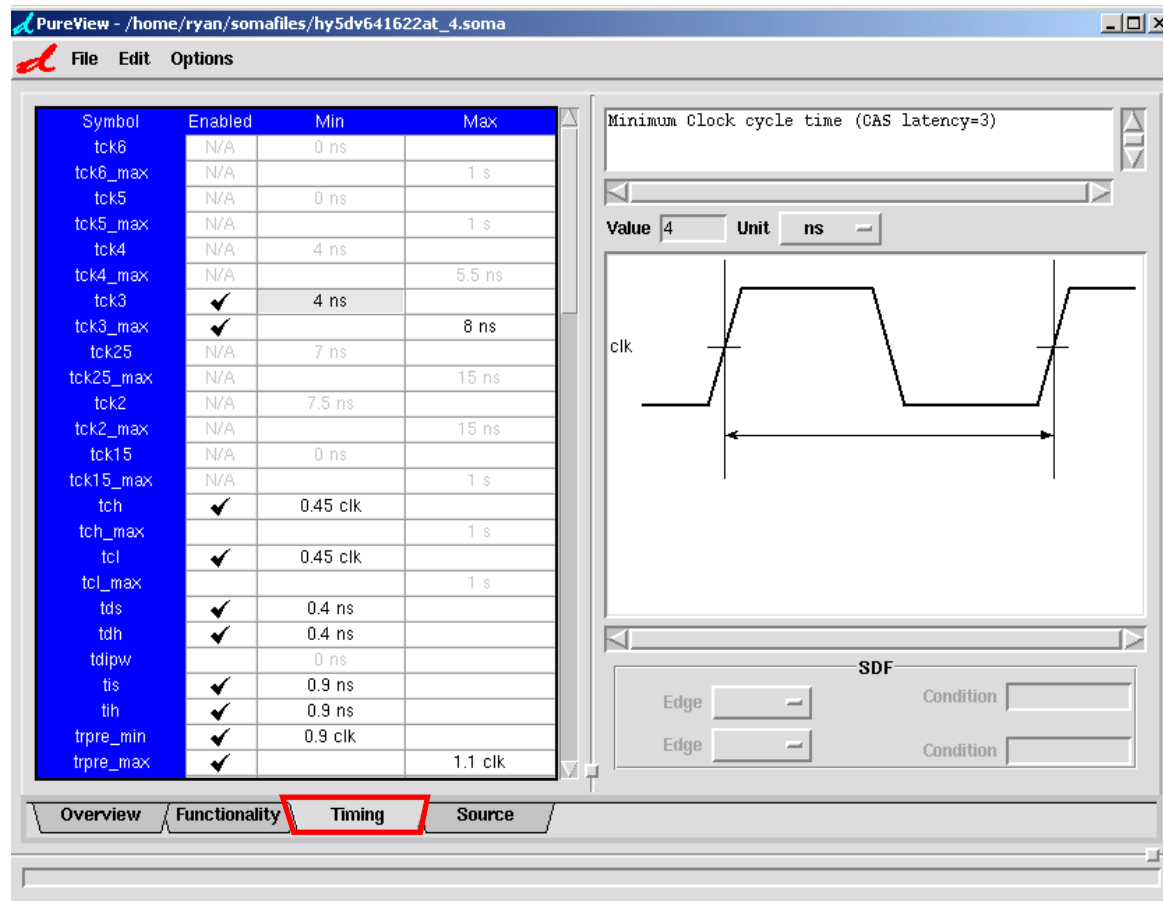 PureView - /home/ryan/somafiles/hy5dv641622at_4.soma
File Edit Options
Symbol Enabled Min Max
tck6 N/A 0 ns
tck6_max N/A 1 s
tck5 N/A 0 ns
tck5_max N/A 1 s
tck4 N/A 4 ns
tck4_max N/A 5.5 ns
tck3 ✔ 4 ns
tck3_max ✔ 8 ns
tck25 N/A 7 ns
tck25_max N/A 15 ns
tck2 N/A 7.5 ns
tck2_max N/A 15 ns
tck15 N/A 0 ns
tck15_max N/A 1 s
tch ✔ 0.45 clk
tch_max 1 s
tcl ✔ 0.45 clk
tcl_max 1 s
tds ✔ 0.4 ns
tdh ✔ 0.4 ns
tdipw 0 ns
tis ✔ 0.9 ns
tih ✔ 0.9 ns
trpre_min ✔ 0.9 clk
trpre_max ✔ 1.1 clk
Minimum Clock cycle time (CAS latency=3)
Value 4 Unit ns
clk
SDF
Edge Condition
Edge Condition
Overview Functionality Timing Source